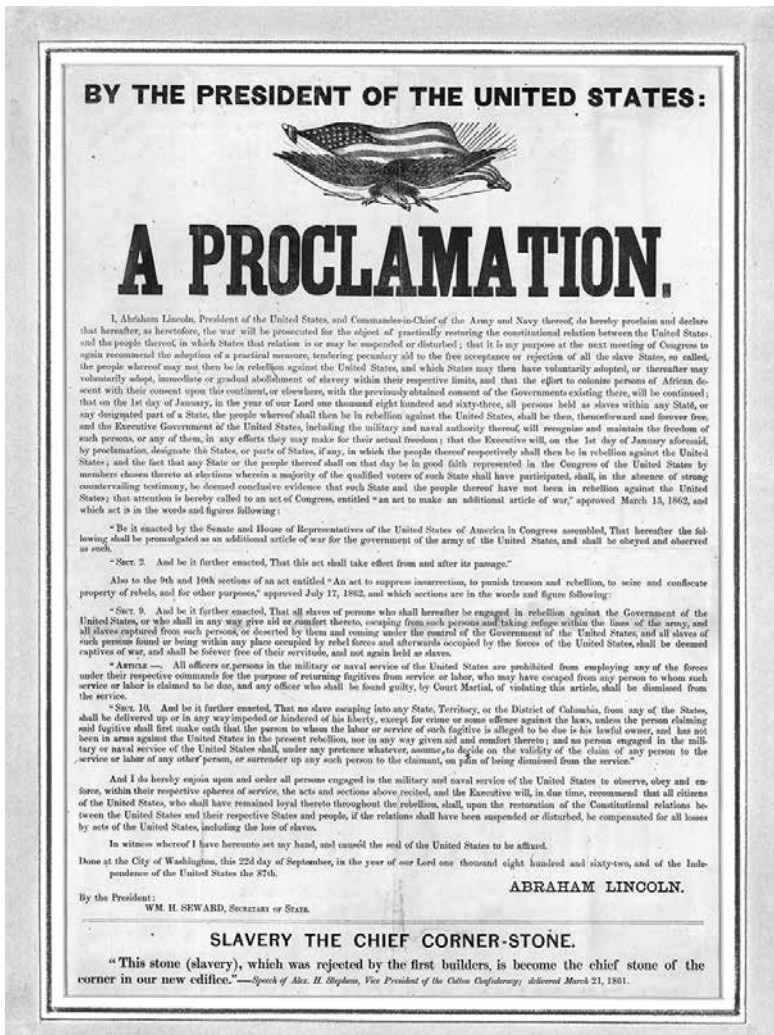 BY THE PRESIDENT OF THE UNITED STATES:
A PROCLAMATION.
I, Abraham Lincoln, President of the United States, and Commander-in-Chief of the Army and Navy thereof, do hereby proclaim and declare
that hereafter, as heretofore, the war will be prosecuted for the object of practically restoring the constitutional relation between the United States,
and the people thereof, in which States that relation is or may be suspended or disturbed; that it is my purpose at the next meeting of Congress to
again recommend the adoption of a practical measure, tendering pecuniary aid to the free acceptance or rejection of all the slave States, so called,
the people whereof may not then be in rebellion against the United States, and which States may then have voluntarily adopted, or thereafter may
voluntarily adopt, immediate or gradual abolishment of slavery within their respective limits, and that the effort to colonize persons of African de-
scent with their consent upon this continent, or elsewhere, with the previously obtained consent of the Governments existing there, will be continued;
that on the 1st day of January, in the year of our Lord one thousand eight hundred and sixty-three, all persons held as slaves within any State, or
any designated part of a State, the people whereof shall then be in rebellion against the United States, shall be then, thenceforward and forever free,
and the Executive Government of the United States, including the military and naval authority thereof, will recognize and maintain the freedom of
such persons, or any of them, in any efforts they may make for their actual freedom; that the Executive will, on the 1st day of January aforesaid,
by proclamation, designate the States, or parts of States, if any, in which the people thereof respectively shall then be in rebellion against the United
States; and the fact that any State or the people thereof shall on that day be in good faith represented in the Congress of the United States by
members chosen thereto at elections wherein a majority of the qualified voters of such State shall have participated, shall, in the absence of strong
countervailing testimony, be deemed conclusive evidence that such State and the people thereof have not been in rebellion against the United
States; that attention is hereby called to an act of Congress, entitled "an act to make an additional article of war," approved March 13, 1862, and
which act is in the words and figures following:
"Be it enacted by the Senate and House of Representatives of the United States of America in Congress assembled, That hereafter the fol-
lowing shall be promulgated as an additional article of war for the government of the army of the United States, and shall be obeyed and observed
as such.
"SECT. 2. And be it further enacted, That this act shall take effect from and after its passage."
Also to the 9th and 10th sections of an act entitled "An act to suppress insurrection, to punish treason and rebellion, to seize and confiscate
property of rebels, and for other purposes," approved July 17, 1862, and which sections are in the words and figure following:
"SECT. 9. And be it further enacted, That all slaves of persons who shall hereafter be engaged in rebellion against the Government of the
United States, or who shall in any way give aid or comfort thereto, escaping from such persons and taking refuge within the lines of the army, and
all slaves captured from such persons, or deserted by them and coming under the control of the Government of the United States, and all slaves of
such persons found or being within any place occupied by rebel forces and afterwards occupied by the forces of the United States, shall be deemed
captives of war, and shall be forever free of their servitude, and not again held as slaves.
"ARTICLE —. All officers or persons in the military or naval service of the United States are prohibited from employing any of the forces
under their respective commands for the purpose of returning fugitives from service or labor, who may have escaped from any person to whom such
service or labor is claimed to be due, and any officer who shall be found guilty, by Court Martial, of violating this article, shall be dismissed from
the service.
"SECT. 10. And be it further enacted, That no slave escaping into any State, Territory, or the District of Columbia, from any of the States,
shall be delivered up or in any way impeded or hindered of his liberty, except for crime or some offence against the laws, unless the person claiming
said fugitive shall first make oath that the person to whom the labor or service of such fugitive is alleged to be due is his lawful owner, and has not
been in arms against the United States in the present rebellion, nor in any way given aid and comfort thereto; and no person engaged in the mili-
tary or naval service of the United States shall, under any pretence whatever, assume to decide on the validity of the claim of any person to the
service or labor of any other person, or surrender up any such person to the claimant, on pain of being dismissed from the service."
And I do hereby enjoin upon and order all persons engaged in the military and naval service of the United States to observe, obey and en-
force, within their respective spheres of service, the acts and sections above recited, and the Executive will, in due time, recommend that all citizens
of the United States, who shall have remained loyal thereto throughout the rebellion, shall, upon the restoration of the Constitutional relations be-
tween the United States and their respective States and people, if the relations shall have been suspended or disturbed, be compensated for all losses
by acts of the United States, including the loss of slaves.
In witness whereof I have hereunto set my hand, and caused the seal of the United States to be affixed.
Done at the City of Washington, this 22d day of September, in the year of our Lord one thousand eight hundred and sixty-two, and of the Inde-
pendence of the United States the 87th.
ABRAHAM LINCOLN.
By the President:
WM. H. SEWARD, SECRETARY OF STATE.
SLAVERY THE CHIEF CORNER-STONE.
"This stone (slavery), which was rejected by the first builders, is become the chief stone of the
corner in our new edifice."—Speech of Alex. H. Stephens, Vice President of the Cotton Confederacy; delivered March 21, 1861.